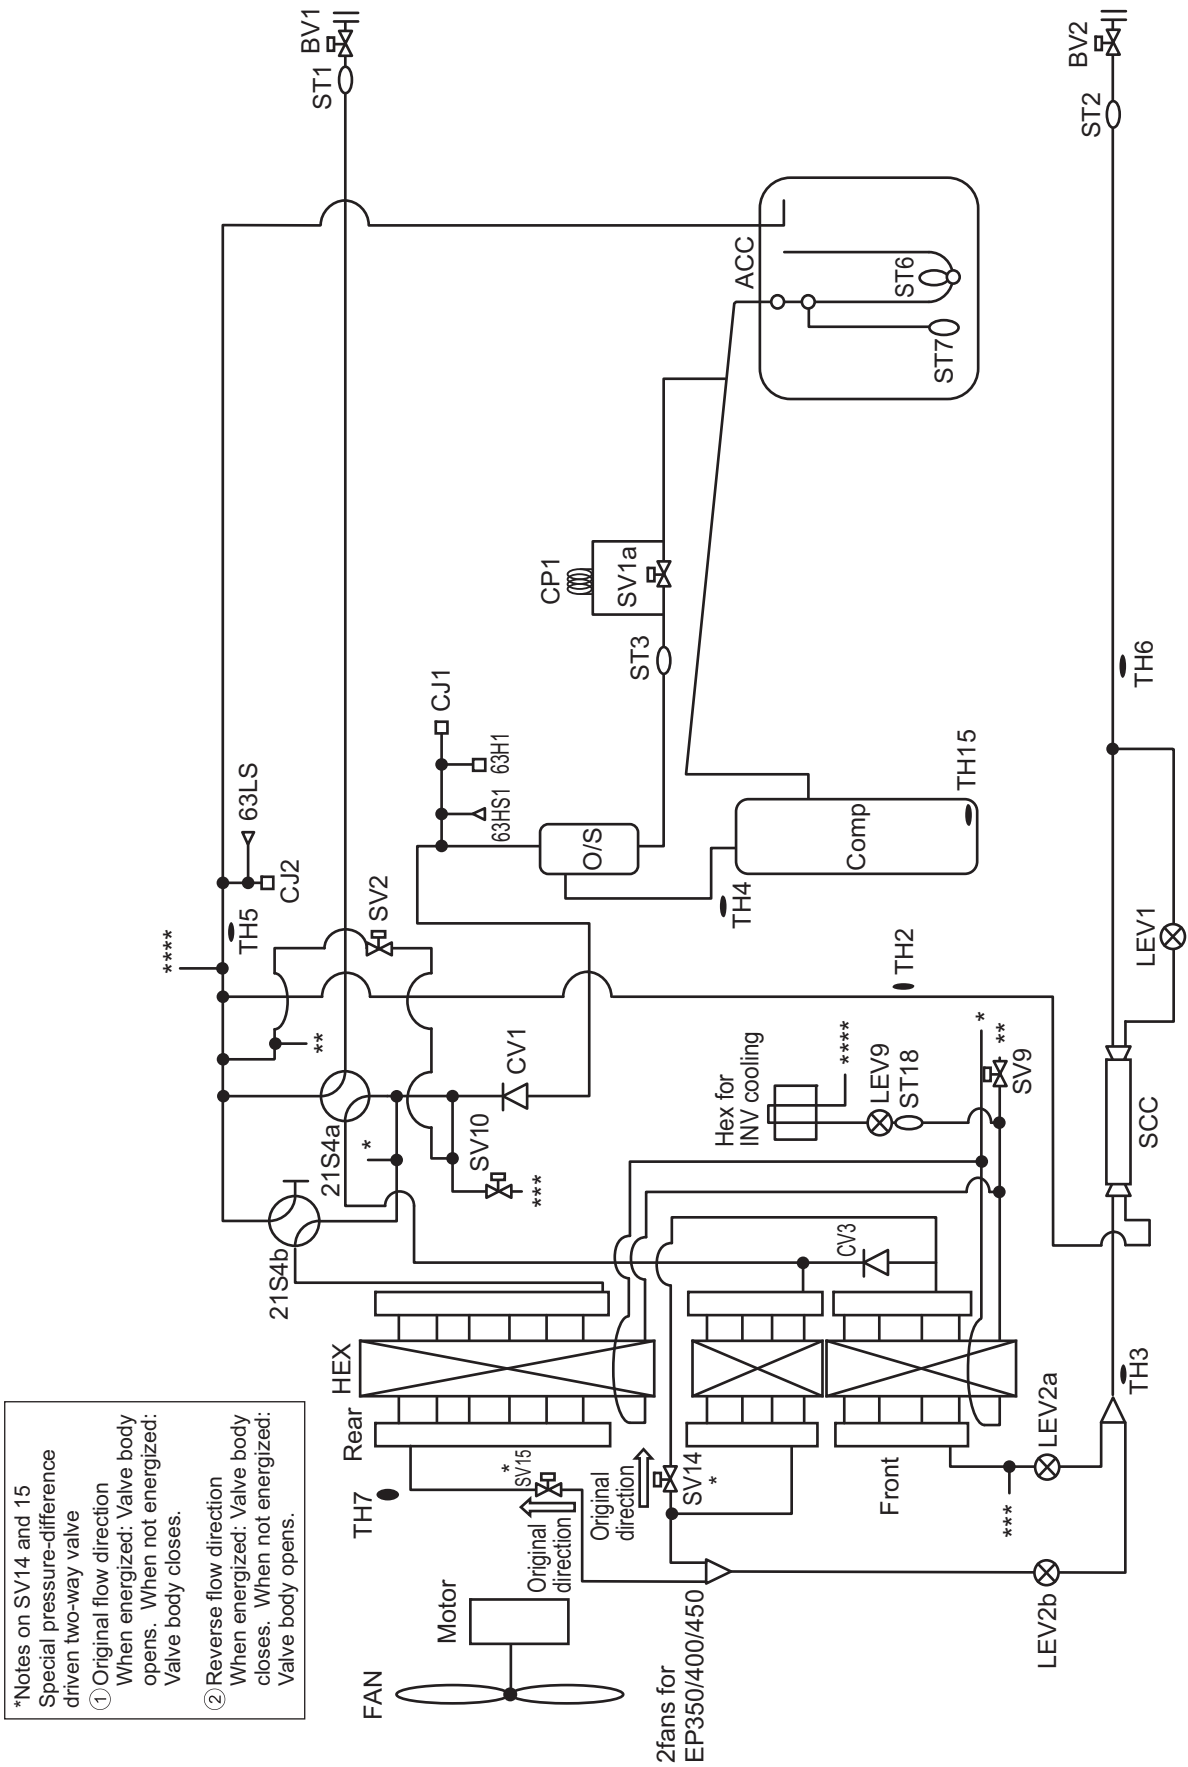 *Notes on SV14 and 15
Special pressure-difference
driven two-way valve
① Original flow direction
When energized: Valve body
opens. When not energized:
Valve body closes.
② Reverse flow direction
When energized: Valve body
closes. When not energized:
Valve body opens.
BV1
ST1
BV2
ST2
ACC
ST6
ST7
CP1
SV1a
ST3
CJ1
63H1
63HS1
63LS
CJ2
TH5
****
SV2
**
O/S
Comp
TH15
TH4
TH6
TH2
LEV1
CV1
21S4a
*
SV10
***
21S4b
Hex for
INV cooling
****
LEV9
ST18
*
**
SV9
SCC
CV3
HEX
Rear
TH7
*
SV15
Original
direction
Original
direction
SV14
*
Front
***
LEV2a
TH3
LEV2b
Motor
FAN
2fans for
EP350/400/450